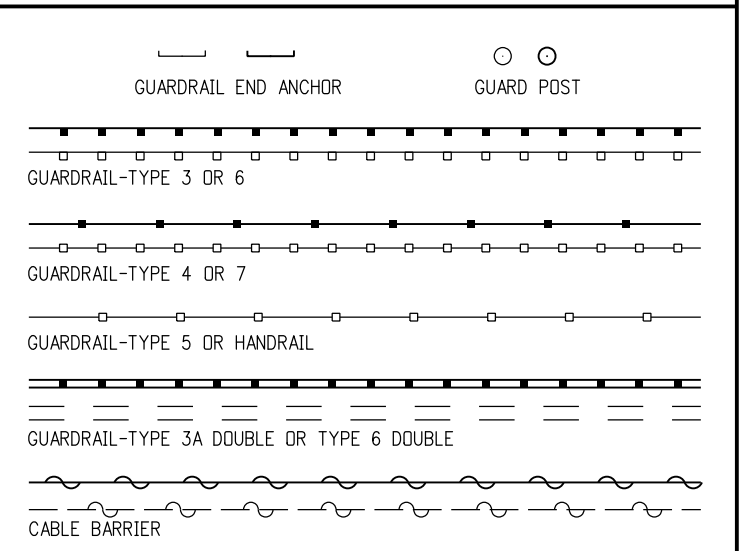 GUARDRAIL END ANCHOR
GUARD POST
GUARDRAIL-TYPE 3 OR 6
GUARDRAIL-TYPE 4 OR 7
GUARDRAIL-TYPE 5 OR HANDRAIL
GUARDRAIL-TYPE 3A DOUBLE OR TYPE 6 DOUBLE
CABLE BARRIER